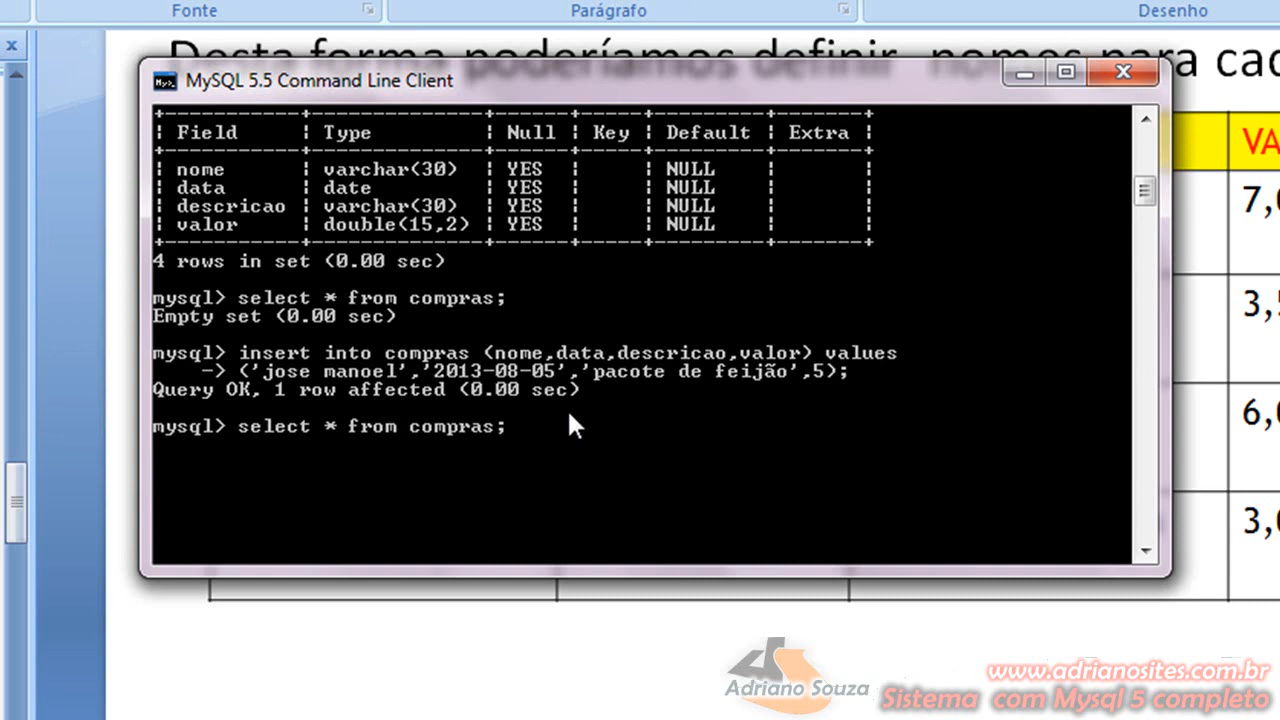 Fonte Parágrafo Desenho
Desta forma poderíamos definir nomes para cad
MySQL 5.5 Command Line Client
| Field | Type | Null | Key | Default | Extra |
| nome | varchar(30) | YES | | NULL | |
| data | date | YES | | NULL | |
| descricao | varchar(30) | YES | | NULL | |
| valor | double(15,2) | YES | | NULL | |
4 rows in set (0.00 sec)
mysql> select * from compras;
Empty set (0.00 sec)
mysql> insert into compras (nome,data,descricao,valor) values
-> ('jose manoel','2013-08-05','pacote de feijão',5);
Query OK, 1 row affected (0.00 sec)
mysql> select * from compras;
VA
7,0
3,5
6,0
3,0
Adriano Souza
www.adrianosites.com.br
Sistema com Mysql 5 completo